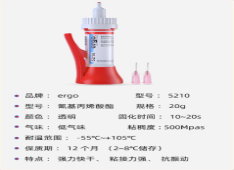 ergo
品牌： ergo 型号： 5210
型号： 氰基丙烯酸酯 规格： 20g
颜色： 透明 固化时间： 10~20s
气味： 低气味 粘稠度：500Mpas
耐温范围： -55℃~+105℃
保质期： 12 个月 （2~8℃储存）
特点： 强力快干、粘接力强、抗振动